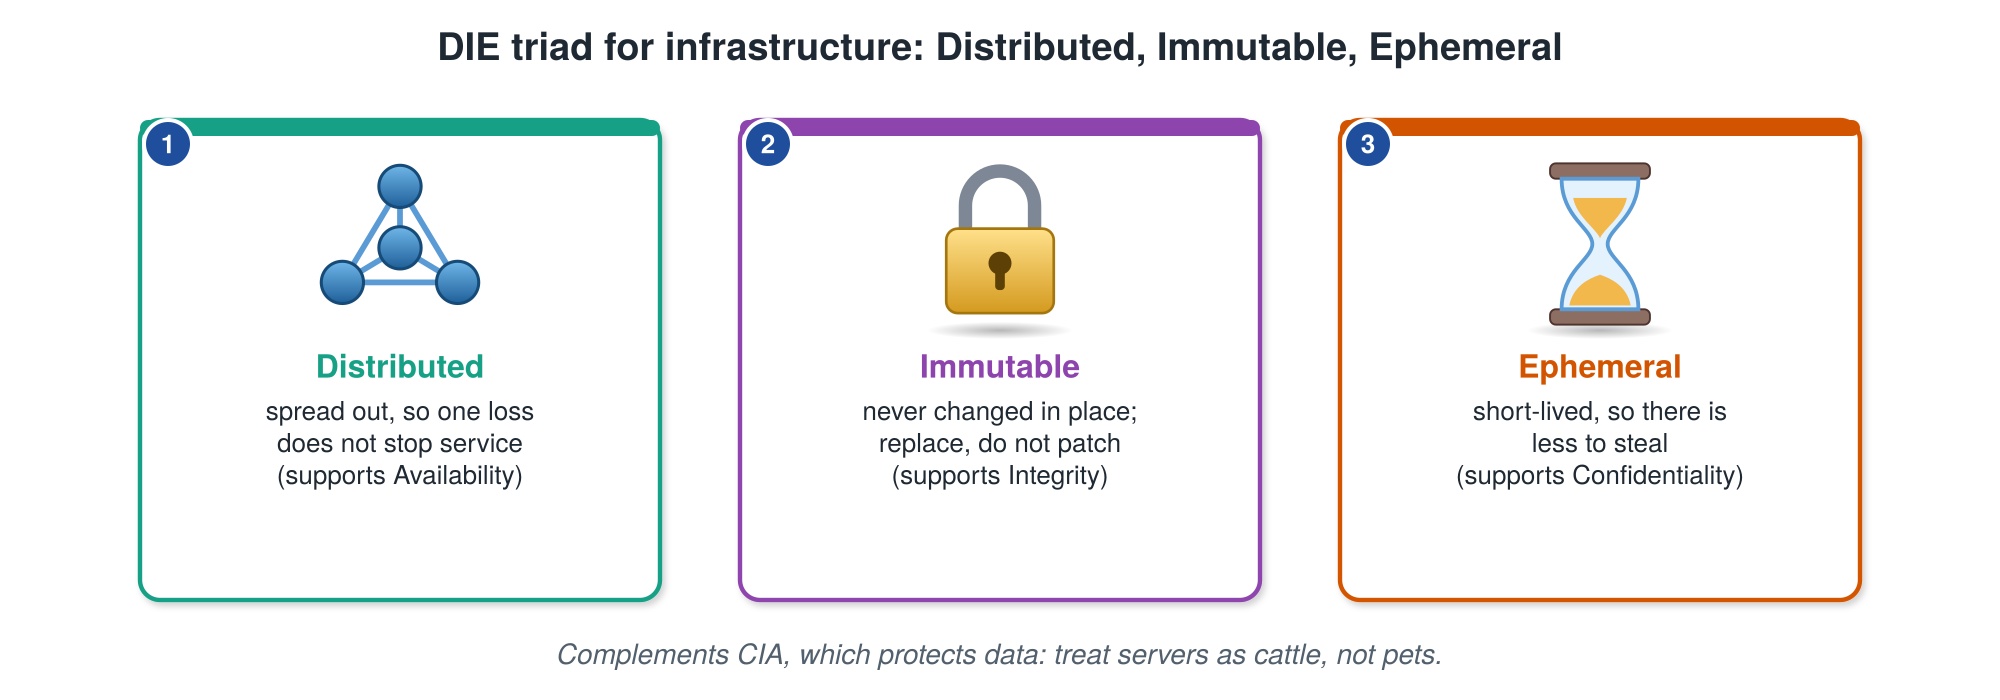 DIE triad for infrastructure: Distributed, Immutable, Ephemeral
1
Distributed
spread out, so one loss
does not stop service
(supports Availability)
2
Immutable
never changed in place;
replace, do not patch
(supports Integrity)
3
Ephemeral
short-lived, so there is
less to steal
(supports Confidentiality)
Complements CIA, which protects data: treat servers as cattle, not pets.